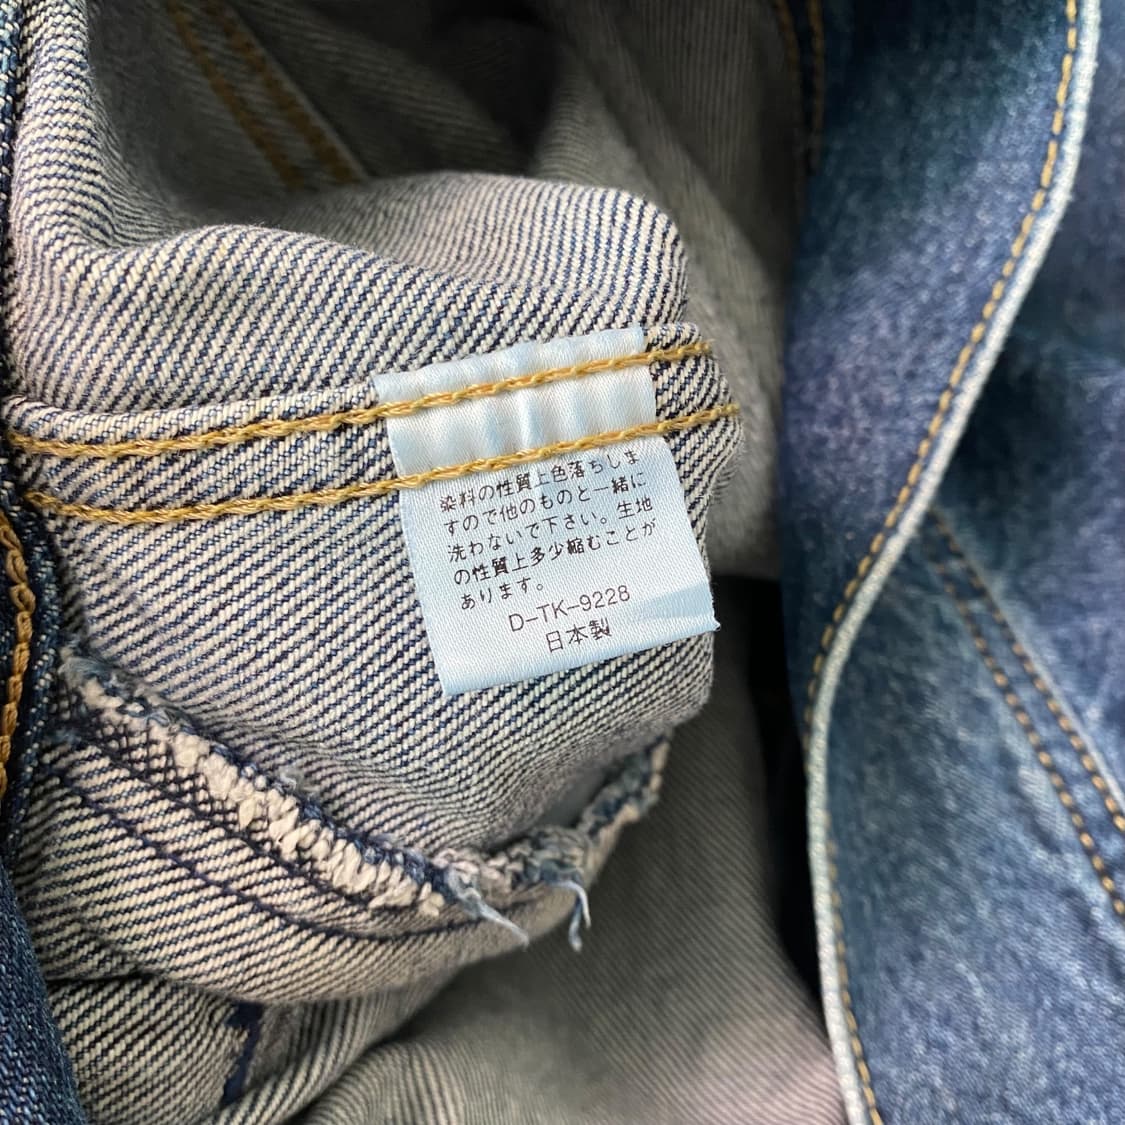 染料の性質上色落ちしま
すので他のものと一緒に
洗わないで下さい。生地
の性質上多少縮むことが
あります。
D-TK-9228
日本製